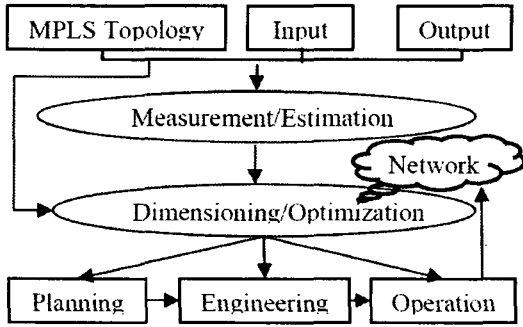 MPLS Topology
Input
Output
Measurement/Estimation
Network
Dimensioning/Optimization
Planning
Engineering
Operation